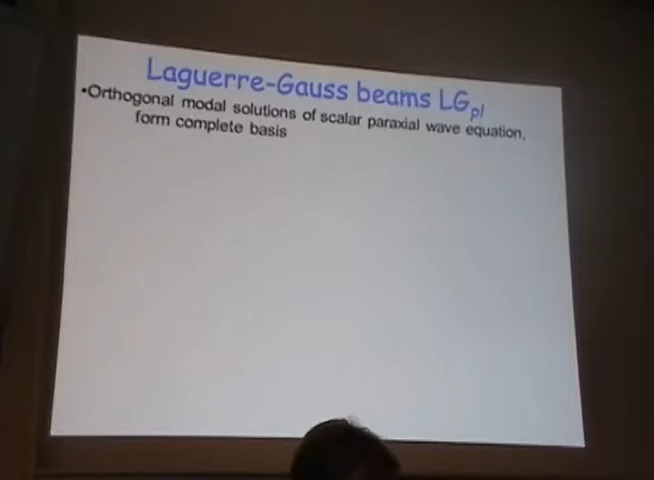 Laguerre-Gauss beams LGpl
•Orthogonal modal solutions of scalar paraxial wave equation,
form complete basis